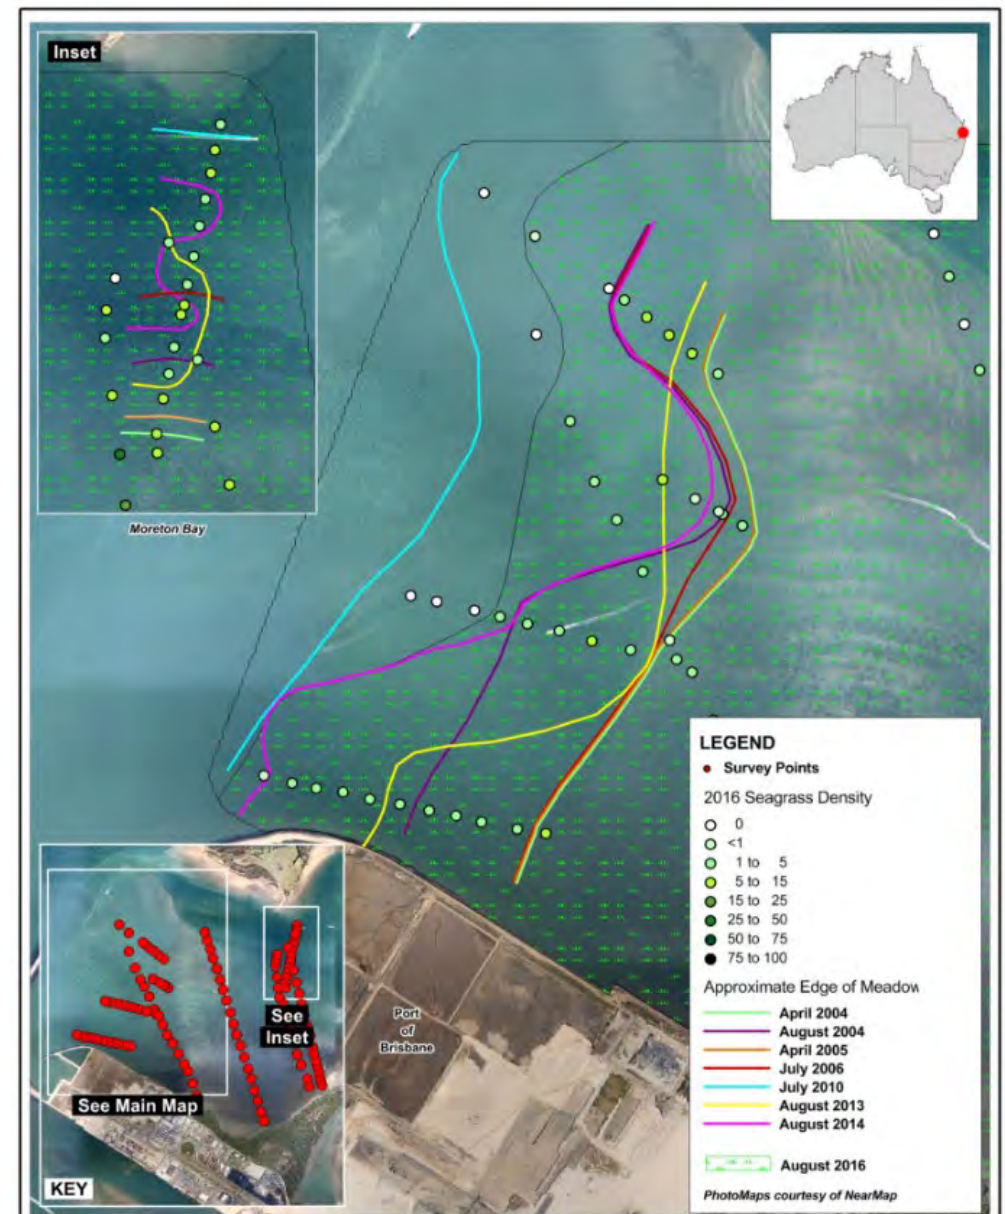 Inset
Moreton Bay
LEGEND
Survey Points
2016 Seagrass Density
0
<1
1 to 5
5 to 15
15 to 25
25 to 50
50 to 75
75 to 100
Approximate Edge of Meadow
April 2004
August 2004
April 2005
July 2006
July 2010
August 2013
August 2014
August 2016
PhotoMaps courtesy of NearMap
Port
of
Brisbane
See
Inset
See Main Map
KEY